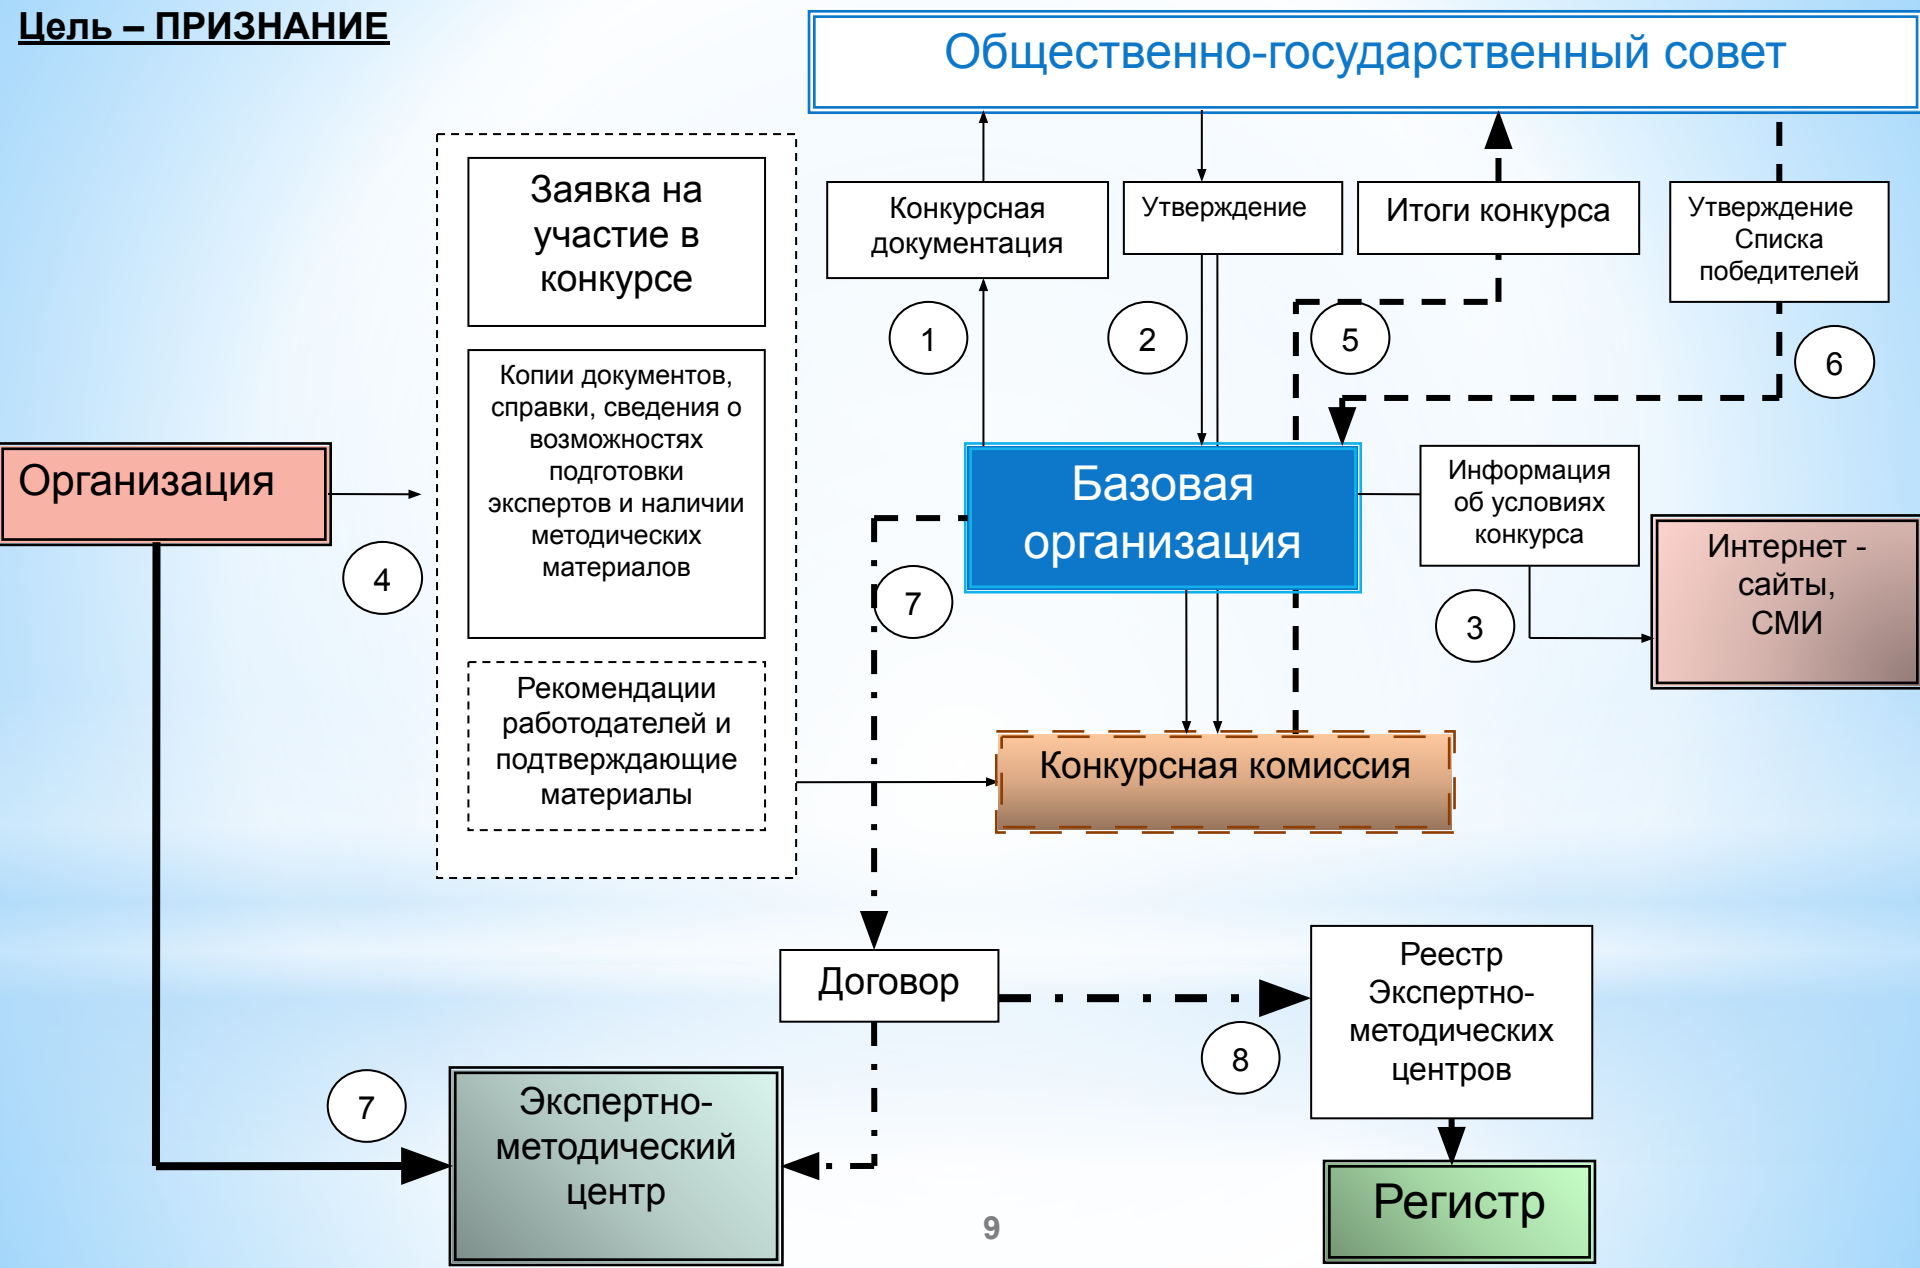 Цель – ПРИЗНАНИЕ
Общественно-государственный совет
Заявка на
участие в
конкурсе
Конкурсная
документация
Утверждение
Итоги конкурса
Утверждение
Списка
победителей
1
2
5
6
Копии документов,
справки, сведения о
возможностях
подготовки
экспертов и наличии
методических
материалов
Организация
4
Базовая
организация
Информация
об условиях
конкурса
Интернет -
сайты,
СМИ
7
3
Рекомендации
работодателей и
подтверждающие
материалы
Конкурсная комиссия
Договор
Реестр
Экспертно-
методических
центров
8
7
Экспертно-
методический
центр
Регистр
9